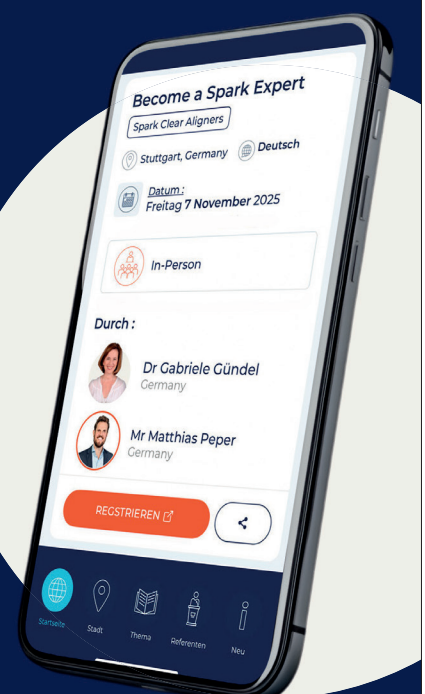 Become a Spark Expert
Spark Clear Aligners
Stuttgart, Germany Deutsch
Datum :
Freitag 7 November 2025
In-Person
Durch :
Dr Gabriele Gündel
Germany
Mr Matthias Peper
Germany
REGSTRIEREN
Startseite Stadt Thema Referenten Neu